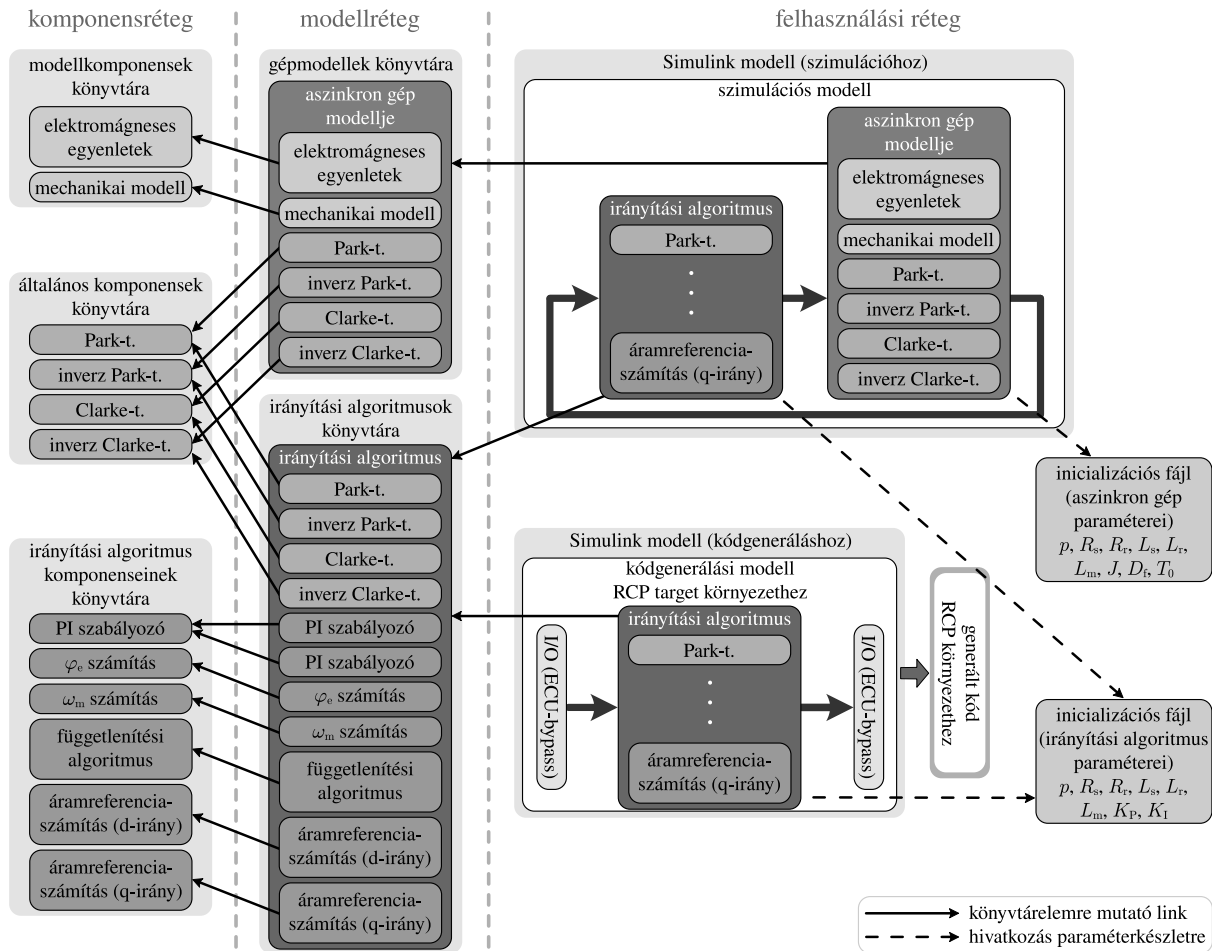 komponensréteg
modellréteg
felhasználási réteg
modellkomponensek
könyvtára
elektromágneses
egyenletek
mechanikai modell
általános komponensek
könyvtára
Park-t.
inverz Park-t.
Clarke-t.
inverz Clarke-t.
irányítási algoritmus
komponenseinek
könyvtára
PI szabályozó
φe számítás
ωm számítás
függetlenítési
algoritmus
áramreferencia-
számítás (d-irány)
áramreferencia-
számítás (q-irány)
gépmodellek könyvtára
aszinkron gép
modellje
elektromágneses
egyenletek
mechanikai modell
Park-t.
inverz Park-t.
Clarke-t.
inverz Clarke-t.
irányítási algoritmusok
könyvtára
irányítási algoritmus
Park-t.
inverz Park-t.
Clarke-t.
inverz Clarke-t.
PI szabályozó
PI szabályozó
φe számítás
ωm számítás
függetlenítési
algoritmus
áramreferencia-
számítás (d-irány)
áramreferencia-
számítás (q-irány)
Simulink modell (szimulációhoz)
szimulációs modell
irányítási algoritmus
Park-t.
áramreferencia-
számítás (q-irány)
aszinkron gép
modellje
elektromágneses
egyenletek
mechanikai modell
Park-t.
inverz Park-t.
Clarke-t.
inverz Clarke-t.
inicializációs fájl
(aszinkron gép
paraméterei)
p, Rs, Rr, Ls, Lr,
Lm, J, Df, T0
Simulink modell (kódgeneráláshoz)
kódgenerálási modell
RCP target környezethez
I/O (ECU-bypass)
irányítási algoritmus
Park-t.
áramreferencia-
számítás (q-irány)
I/O (ECU-bypass)
generált kód
RCP környezethez
inicializációs fájl
(irányítási algoritmus
paraméterei)
p, Rs, Rr, Ls, Lr,
Lm, KP, KI
könyvtárelemre mutató link
hivatkozás paraméterkészletre